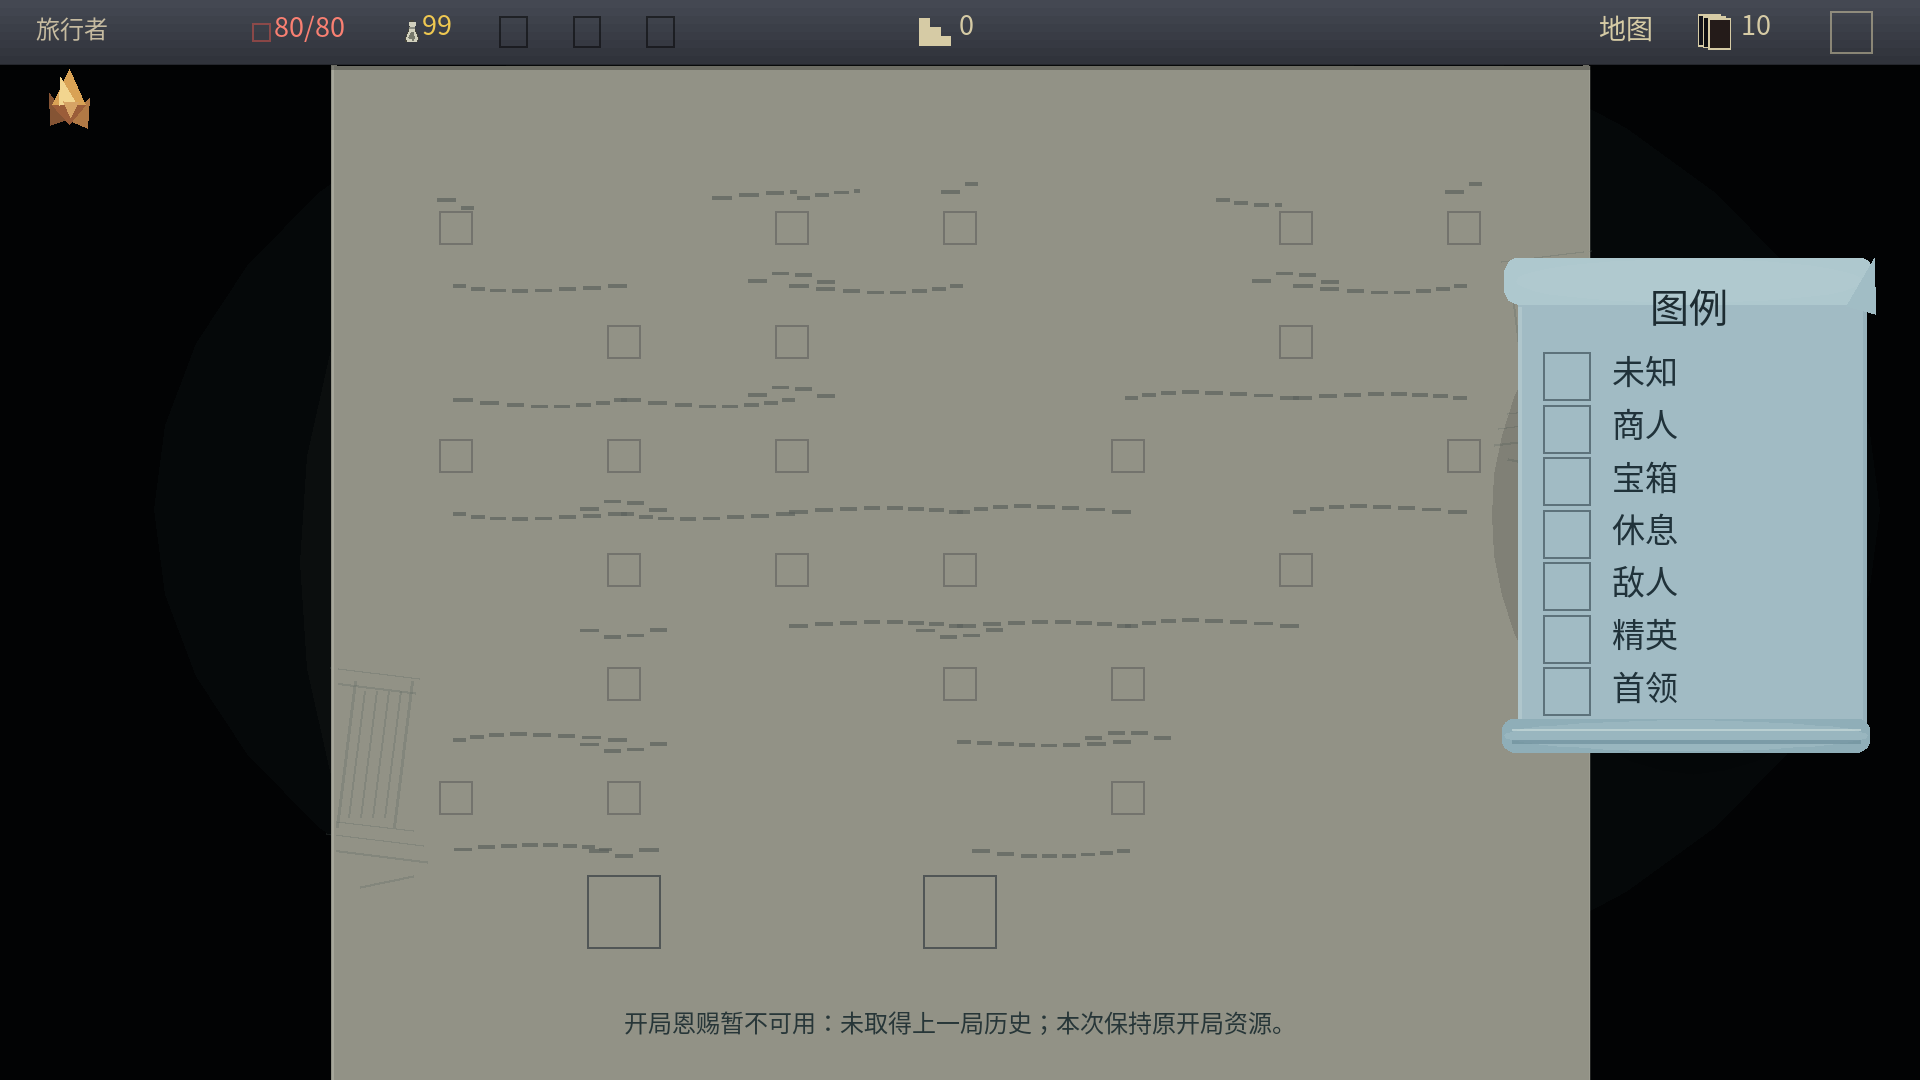 旅行者 80/80 99 0 地图 10
图例
未知
商人
宝箱
休息
敌人
精英
首领
开局恩赐暂不可用：未取得上一局历史；本次保持原开局资源。